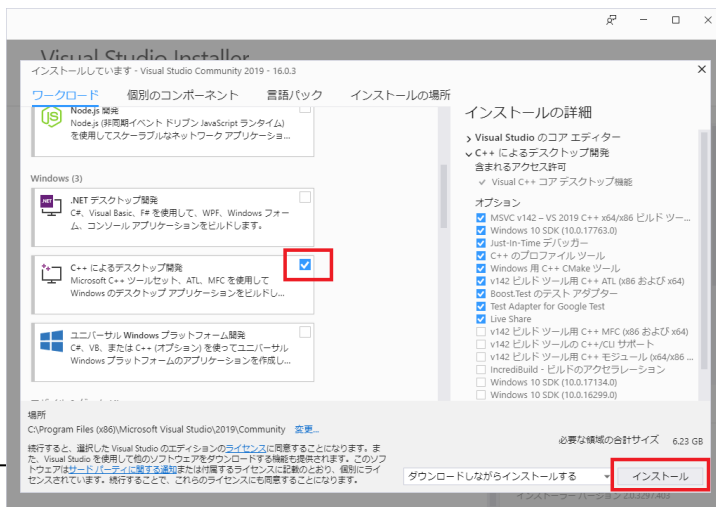 Visual Studio Installer
インストールしています - Visual Studio Community 2019 - 16.0.3
ワークロード 個別のコンポーネント 言語パック インストールの場所
Node.js 開発
Node.js (非同期イベント ドリブン JavaScript ランタイム)
を使用してスケーラブルなネットワーク アプリケーショ...
Windows (3)
.NET デスクトップ開発
C#、Visual Basic、F# を使用して、WPF、Windows フォー
ム、コンソール アプリケーションをビルドします。
C++ によるデスクトップ開発
Microsoft C++ ツールセット、ATL、MFC を使用して
Windows のデスクトップ アプリケーションをビルドし...
ユニバーサル Windows プラットフォーム開発
C#、VB、または C++ (オプション) を使ってユニバーサル
Windows プラットフォームのアプリケーションを作成し...
インストールの詳細
Visual Studio のコア エディター
C++ によるデスクトップ開発
含まれるアクセス許可
Visual C++ コア デスクトップ機能
オプション
MSVC v142 – VS 2019 C++ x64/x86 ビルド ツー...
Windows 10 SDK (10.0.17763.0)
Just-In-Time デバッガー
C++ のプロファイル ツール
Windows 用 C++ CMake ツール
v142 ビルド ツール用 C++ ATL (x86 および x64)
Boost.Test のテスト アダプター
Test Adapter for Google Test
Live Share
v142 ビルド ツール用 C++ MFC (x86 および x64)
v142 ビルド ツールの C++/CLI サポート
v142 ビルド ツール用 C++ モジュール (x64/x86 ...
IncrediBuild - ビルドのアクセラレーション
Windows 10 SDK (10.0.17134.0)
Windows 10 SDK (10.0.16299.0)
場所
C:\Program Files (x86)\Microsoft Visual Studio\2019\Community 変更...
続行すると、選択した Visual Studio のエディションのライセンスに同意することになります。ま
た、Visual Studio を使用して他のソフトウェアをダウンロードする機能も提供されます。このソフ
トウェアはサード パーティに関する通知または付属するライセンスに記載のとおり、個別にライ
センスされています。続行することで、これらのライセンスにも同意することになります。
必要な領域の合計サイズ 6.23 GB
ダウンロードしながらインストールする インストール
インストーラー バージョン 2.0.3297.403